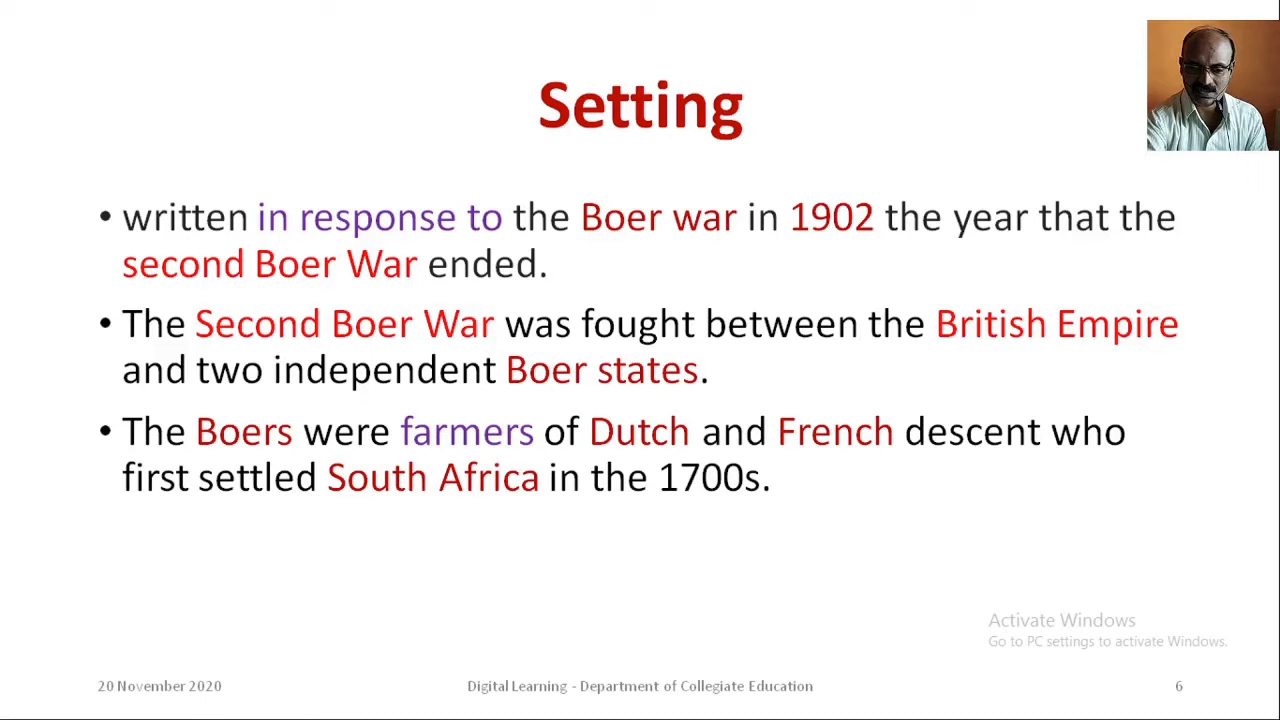 Setting
• written in response to the Boer war in 1902 the year that the
second Boer War ended.
• The Second Boer War was fought between the British Empire
and two independent Boer states.
• The Boers were farmers of Dutch and French descent who
first settled South Africa in the 1700s.
Activate Windows
Go to PC settings to activate Windows.
20 November 2020
Digital Learning - Department of Collegiate Education
6